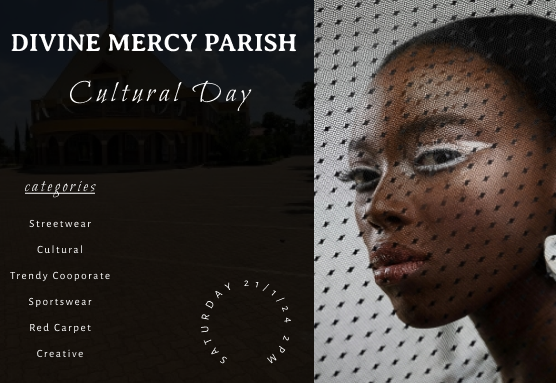 DIVINE MERCY PARISH
Cultural Day
categories
Streetwear
Cultural
Trendy Cooporate
Sportswear
Red Carpet
Creative
SATURDAY 21/1/24 2PM